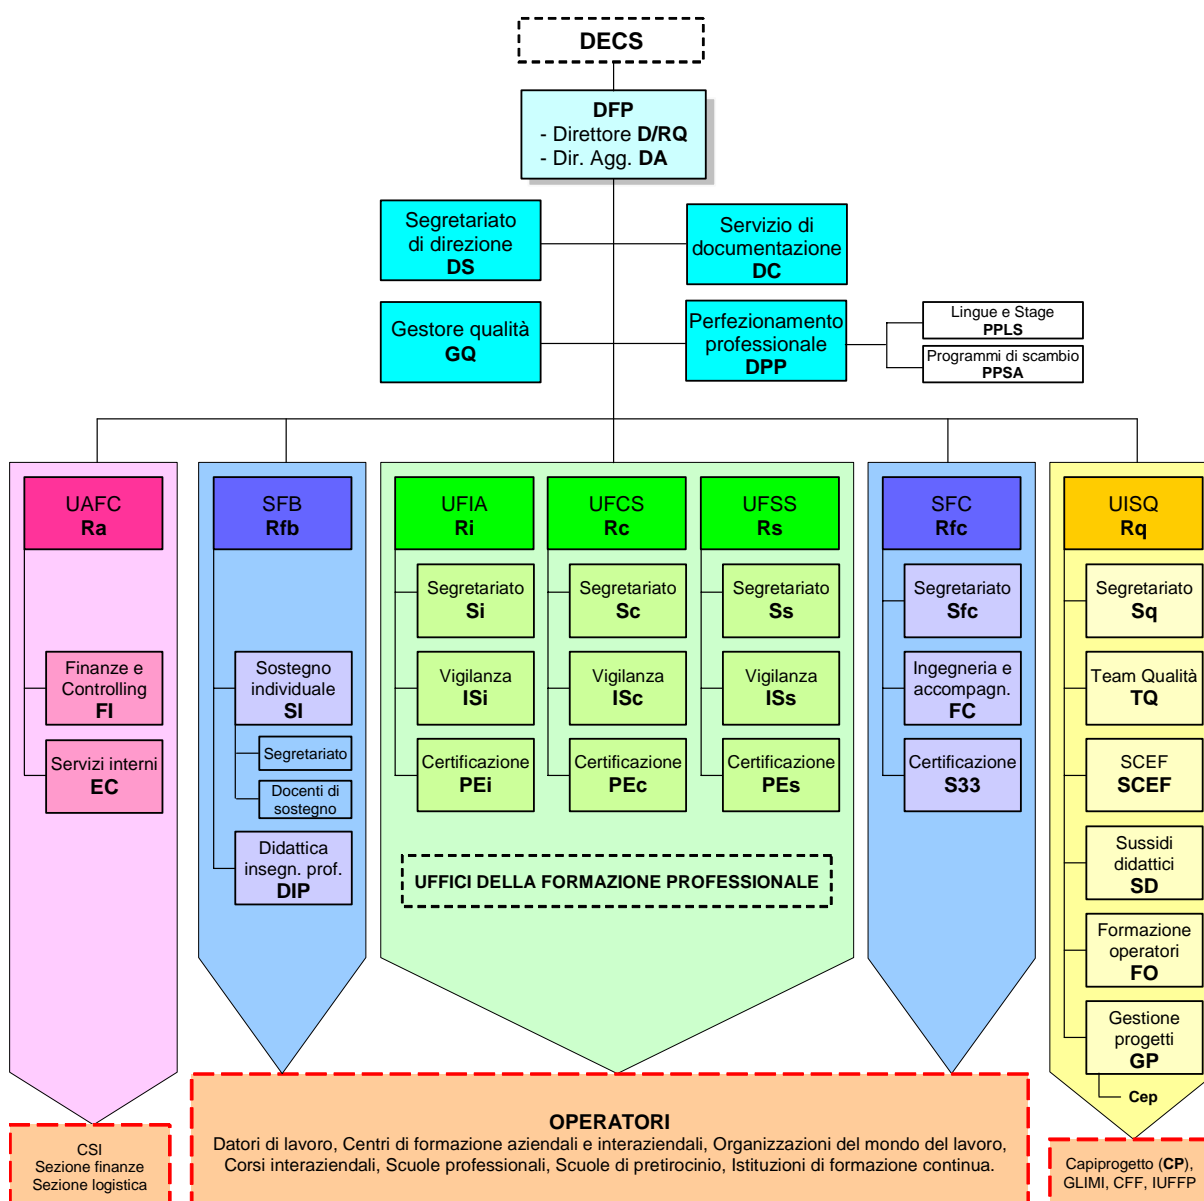 DECS
DFP
- Direttore D/RQ
- Dir. Agg. DA
Segretariato
di direzione
DS
Servizio di
documentazione
DC
Gestore qualità
GQ
Perfezionamento
professionale
DPP
Lingue e Stage
PPLS
Programmi di scambio
PPSA
UAFC
Ra
Finanze e
Controlling
FI
Servizi interni
EC
SFB
Rfb
Sostegno
individuale
SI
Segretariato
Docenti di
sostegno
Didattica
insegn. prof.
DIP
UFIA
Ri
Segretariato
Si
Vigilanza
ISi
Certificazione
PEi
UFCS
Rc
Segretariato
Sc
Vigilanza
ISc
Certificazione
PEc
UFSS
Rs
Segretariato
Ss
Vigilanza
ISs
Certificazione
PEs
UFFICI DELLA FORMAZIONE PROFESSIONALE
SFC
Rfc
Segretariato
Sfc
Ingegneria e
accompagn.
FC
Certificazione
S33
UISQ
Rq
Segretariato
Sq
Team Qualità
TQ
SCEF
SCEF
Sussidi
didattici
SD
Formazione
operatori
FO
Gestione
progetti
GP
Cep
CSI
Sezione finanze
Sezione logistica
OPERATORI
Datori di lavoro, Centri di formazione aziendali e interaziendali, Organizzazioni del mondo del lavoro,
Corsi interaziendali, Scuole professionali, Scuole di pretirocinio, Istituzioni di formazione continua.
Capiprogetto (CP),
GLIMI, CFF, IUFFP